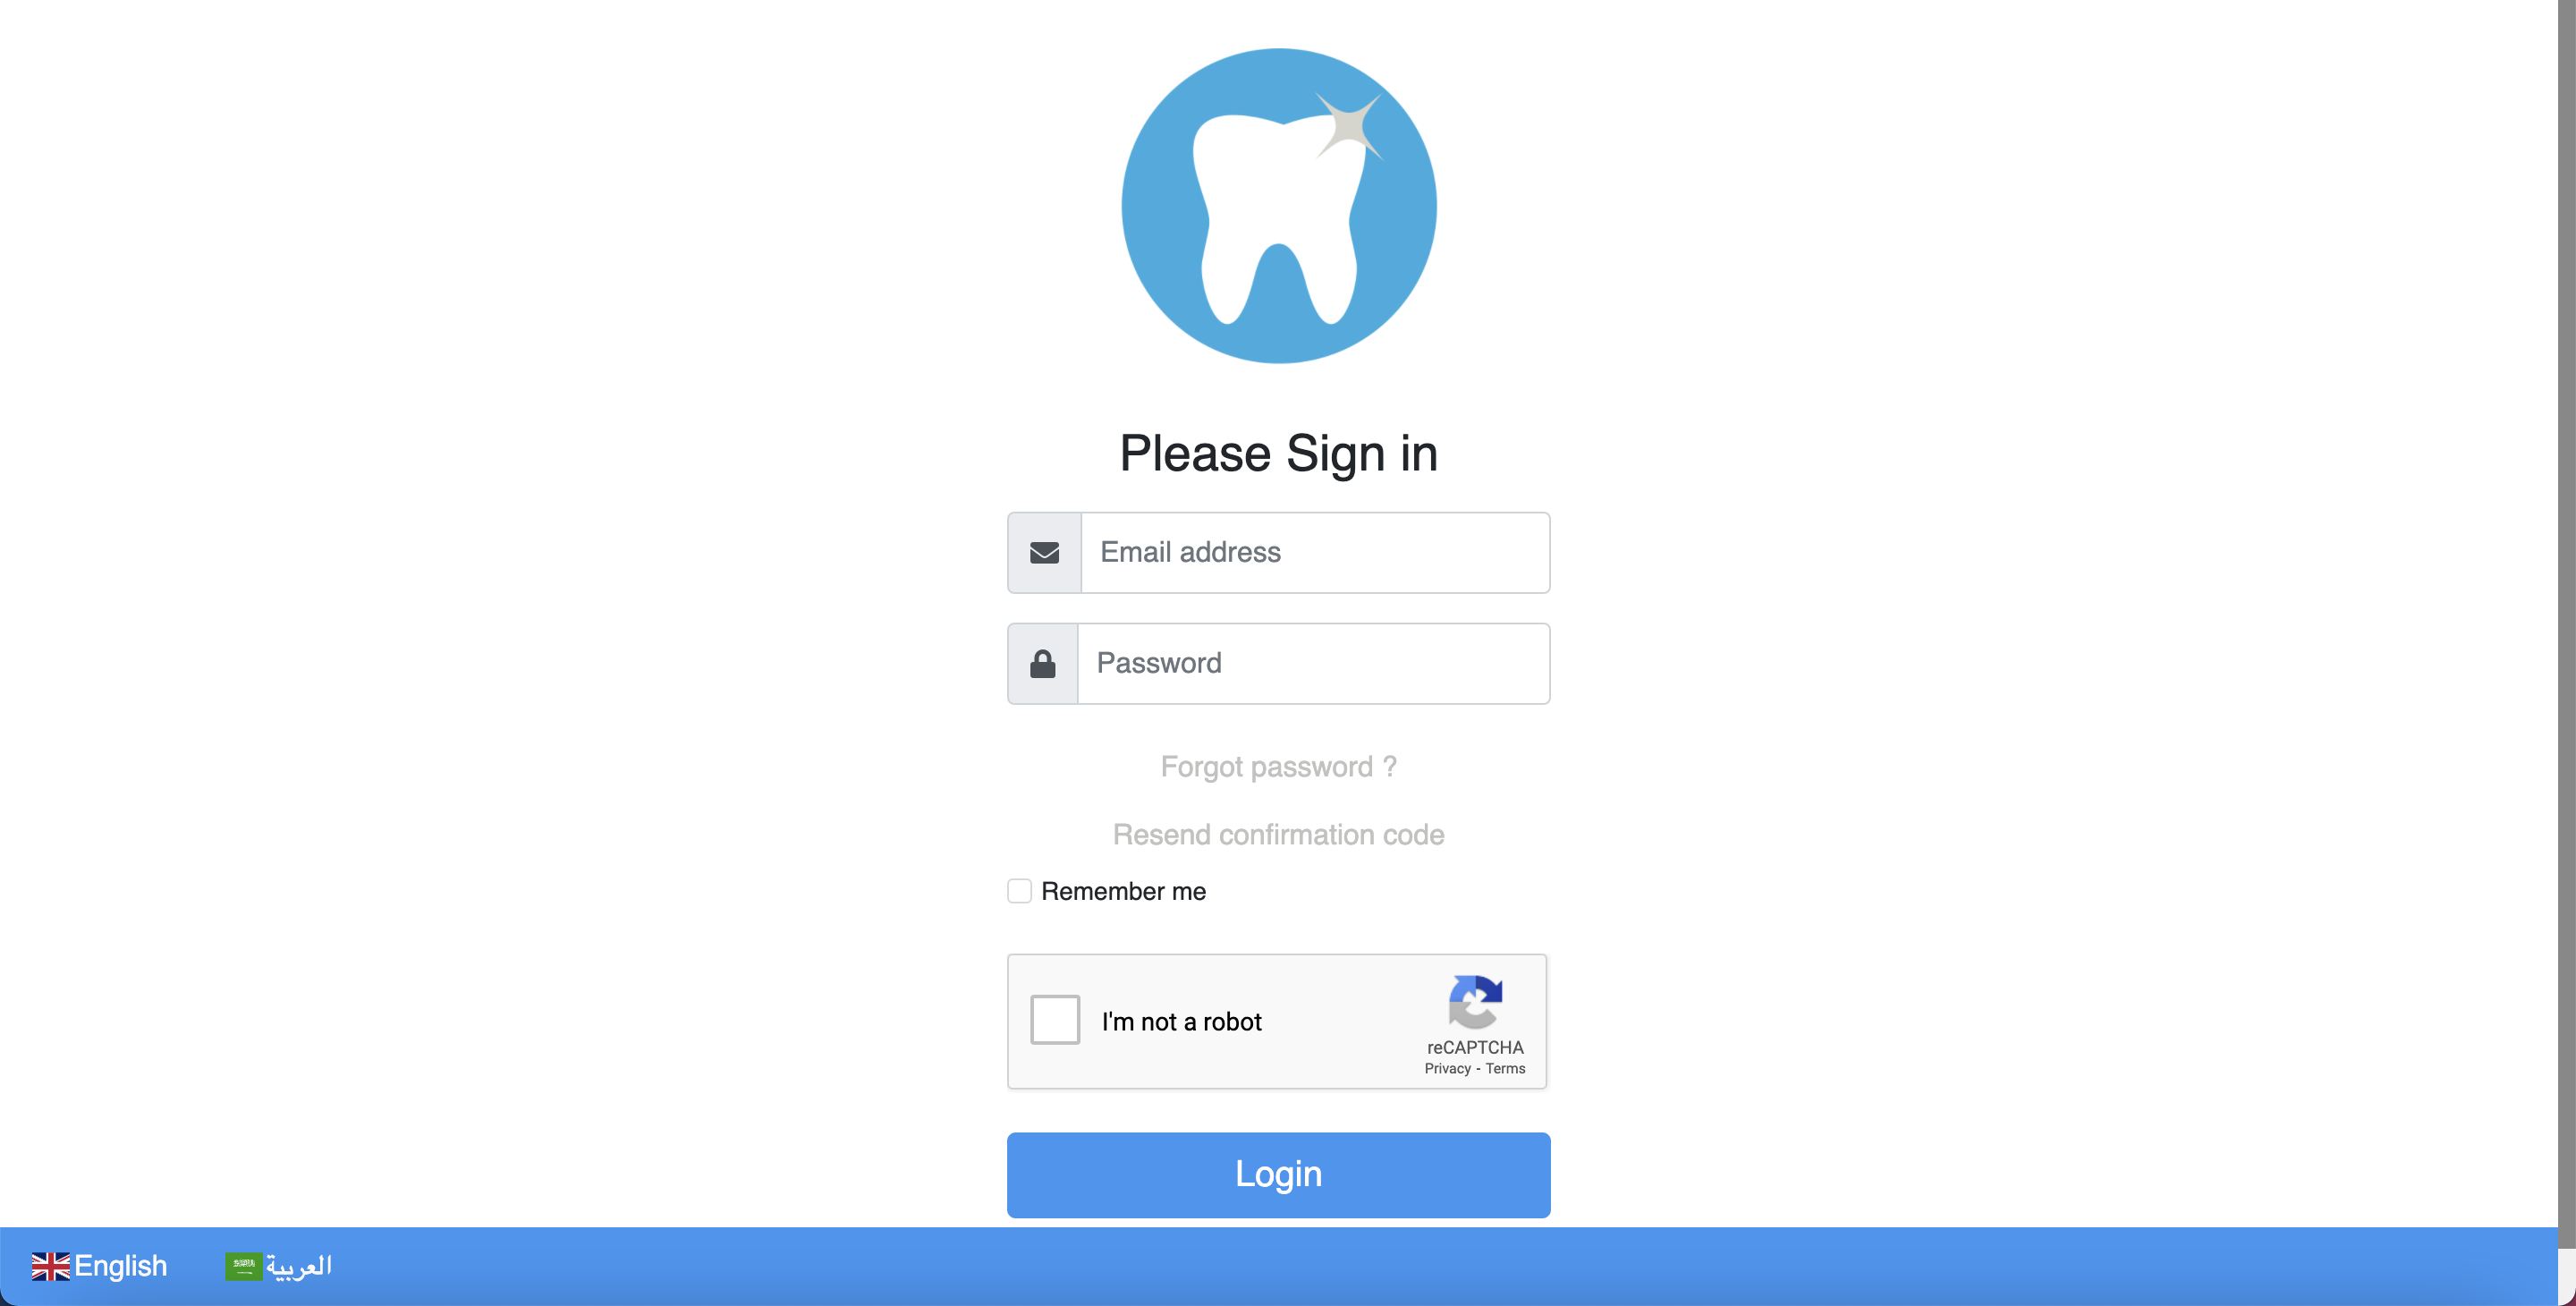 Please Sign in
Email address
Password
Forgot password ?
Resend confirmation code
Remember me
I'm not a robot
reCAPTCHA
Privacy - Terms
Login
English
العربية